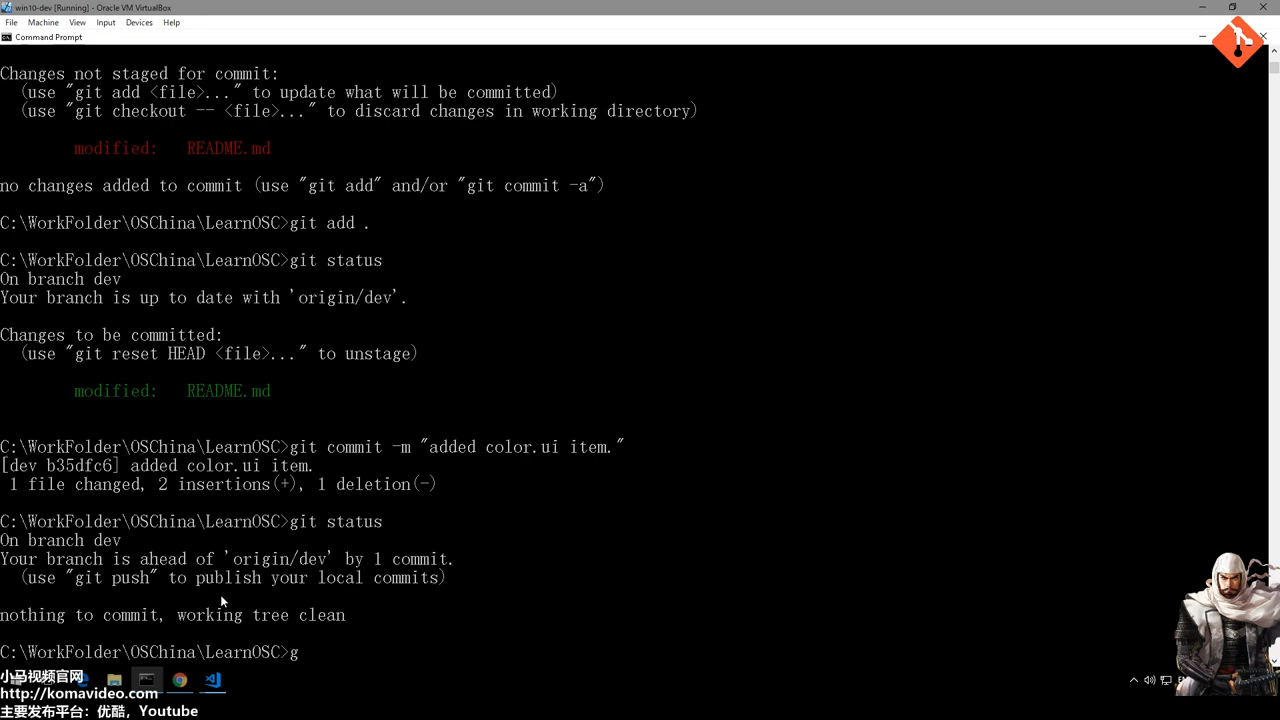 win10-dev [Running] - Oracle VM VirtualBox
File Machine View Input Devices Help
Command Prompt
Changes not staged for commit:
(use "git add <file>..." to update what will be committed)
(use "git checkout -- <file>..." to discard changes in working directory)
modified: README.md
no changes added to commit (use "git add" and/or "git commit -a")
C:\WorkFolder\OSChina\LearnOSC>git add .
C:\WorkFolder\OSChina\LearnOSC>git status
On branch dev
Your branch is up to date with 'origin/dev'.
Changes to be committed:
(use "git reset HEAD <file>..." to unstage)
modified: README.md
C:\WorkFolder\OSChina\LearnOSC>git commit -m "added color.ui item."
[dev b35dfc6] added color.ui item.
1 file changed, 2 insertions(+), 1 deletion(-)
C:\WorkFolder\OSChina\LearnOSC>git status
On branch dev
Your branch is ahead of 'origin/dev' by 1 commit.
(use "git push" to publish your local commits)
nothing to commit, working tree clean
C:\WorkFolder\OSChina\LearnOSC>g
小马视频官网
http://komavideo.com
主要发布平台：优酷，Youtube